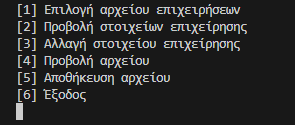 [1] Επιλογή αρχείου επιχειρήσεων
[2] Προβολή στοιχείων επιχείρησης
[3] Αλλαγή στοιχείου επιχείρησης
[4] Προβολή αρχείου
[5] Αποθήκευση αρχείου
[6] Έξοδος